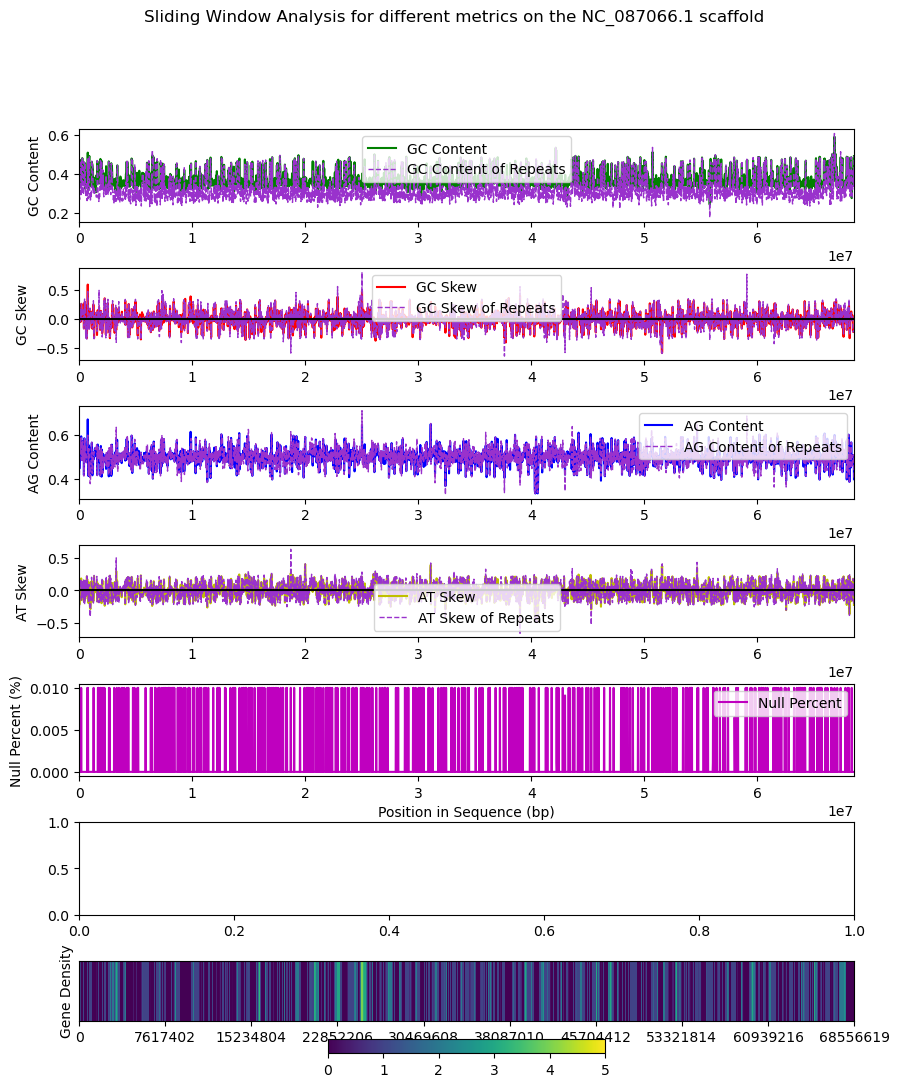 Sliding Window Analysis for different metrics on the NC_087066.1 scaffold
GC Content
0.6
0.4
0.2
GC Content
GC Content of Repeats
0 1 2 3 4 5 6
1e7
GC Skew
0.5
0.0
−0.5
GC Skew
GC Skew of Repeats
0 1 2 3 4 5 6
1e7
AG Content
0.6
0.4
AG Content
AG Content of Repeats
0 1 2 3 4 5 6
1e7
AT Skew
0.5
0.0
−0.5
AT Skew
AT Skew of Repeats
0 1 2 3 4 5 6
1e7
Null Percent (%)
0.010
0.005
0.000
Null Percent
0 1 2 3 4 5 6
1e7
Position in Sequence (bp)
1.0
0.5
0.0
0.0 0.2 0.4 0.6 0.8 1.0
Gene Density
0 7617402 15234804 22852206 30469608 38087010 45704412 53321814 60939216 68556619
0 1 2 3 4 5